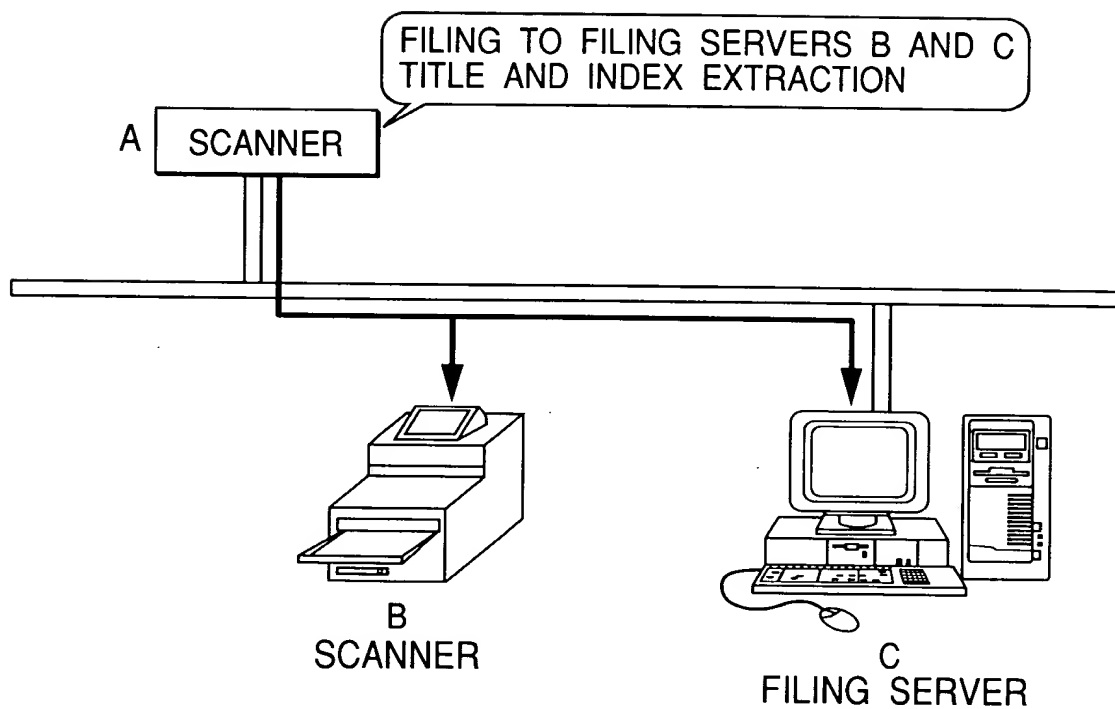 FILING TO FILING SERVERS B AND C
TITLE AND INDEX EXTRACTION
A
SCANNER
B
SCANNER
C
FILING SERVER